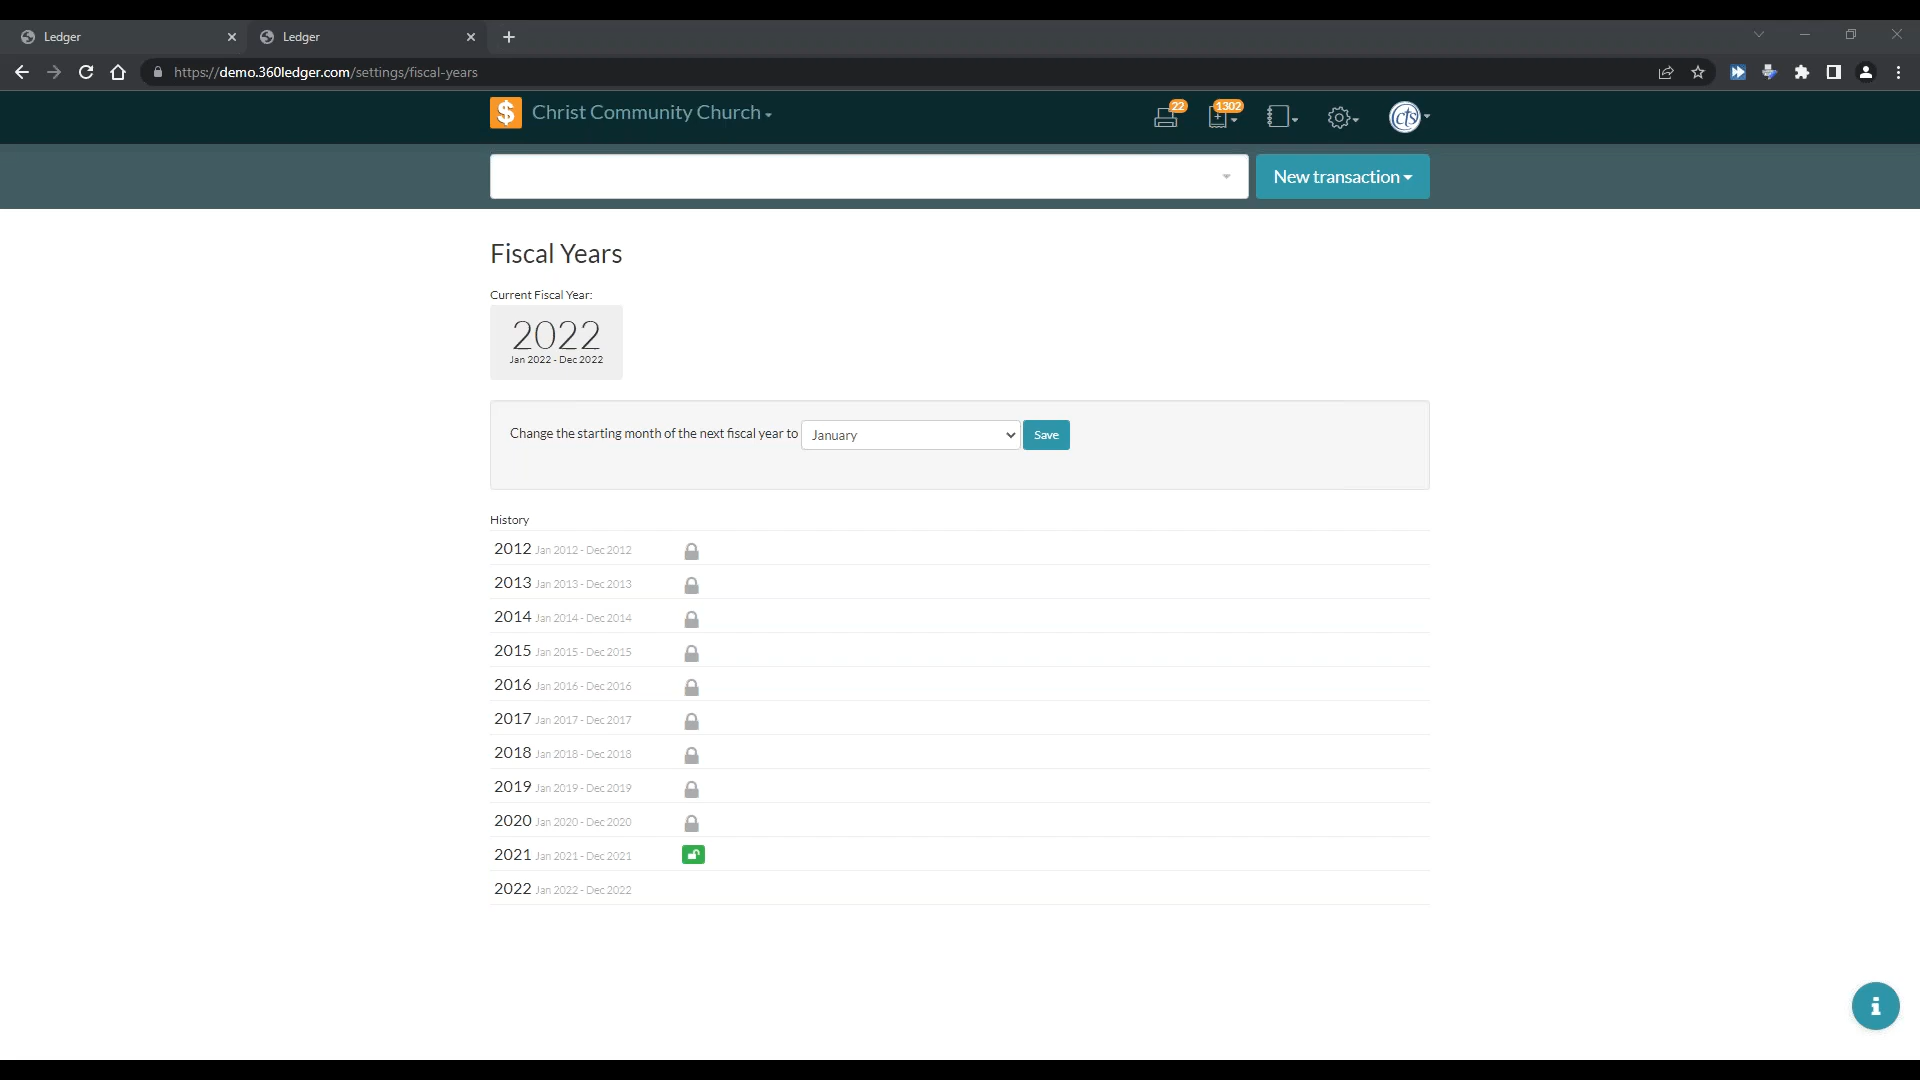 Ledger
Ledger
https://demo.360ledger.com/settings/fiscal-years
$ Christ Community Church
22
1302
cts
New transaction
Fiscal Years
Current Fiscal Year:
2022
Jan 2022 - Dec 2022
Change the starting month of the next fiscal year to January Save
History
2012 Jan 2012 - Dec 2012
2013 Jan 2013 - Dec 2013
2014 Jan 2014 - Dec 2014
2015 Jan 2015 - Dec 2015
2016 Jan 2016 - Dec 2016
2017 Jan 2017 - Dec 2017
2018 Jan 2018 - Dec 2018
2019 Jan 2019 - Dec 2019
2020 Jan 2020 - Dec 2020
2021 Jan 2021 - Dec 2021
2022 Jan 2022 - Dec 2022